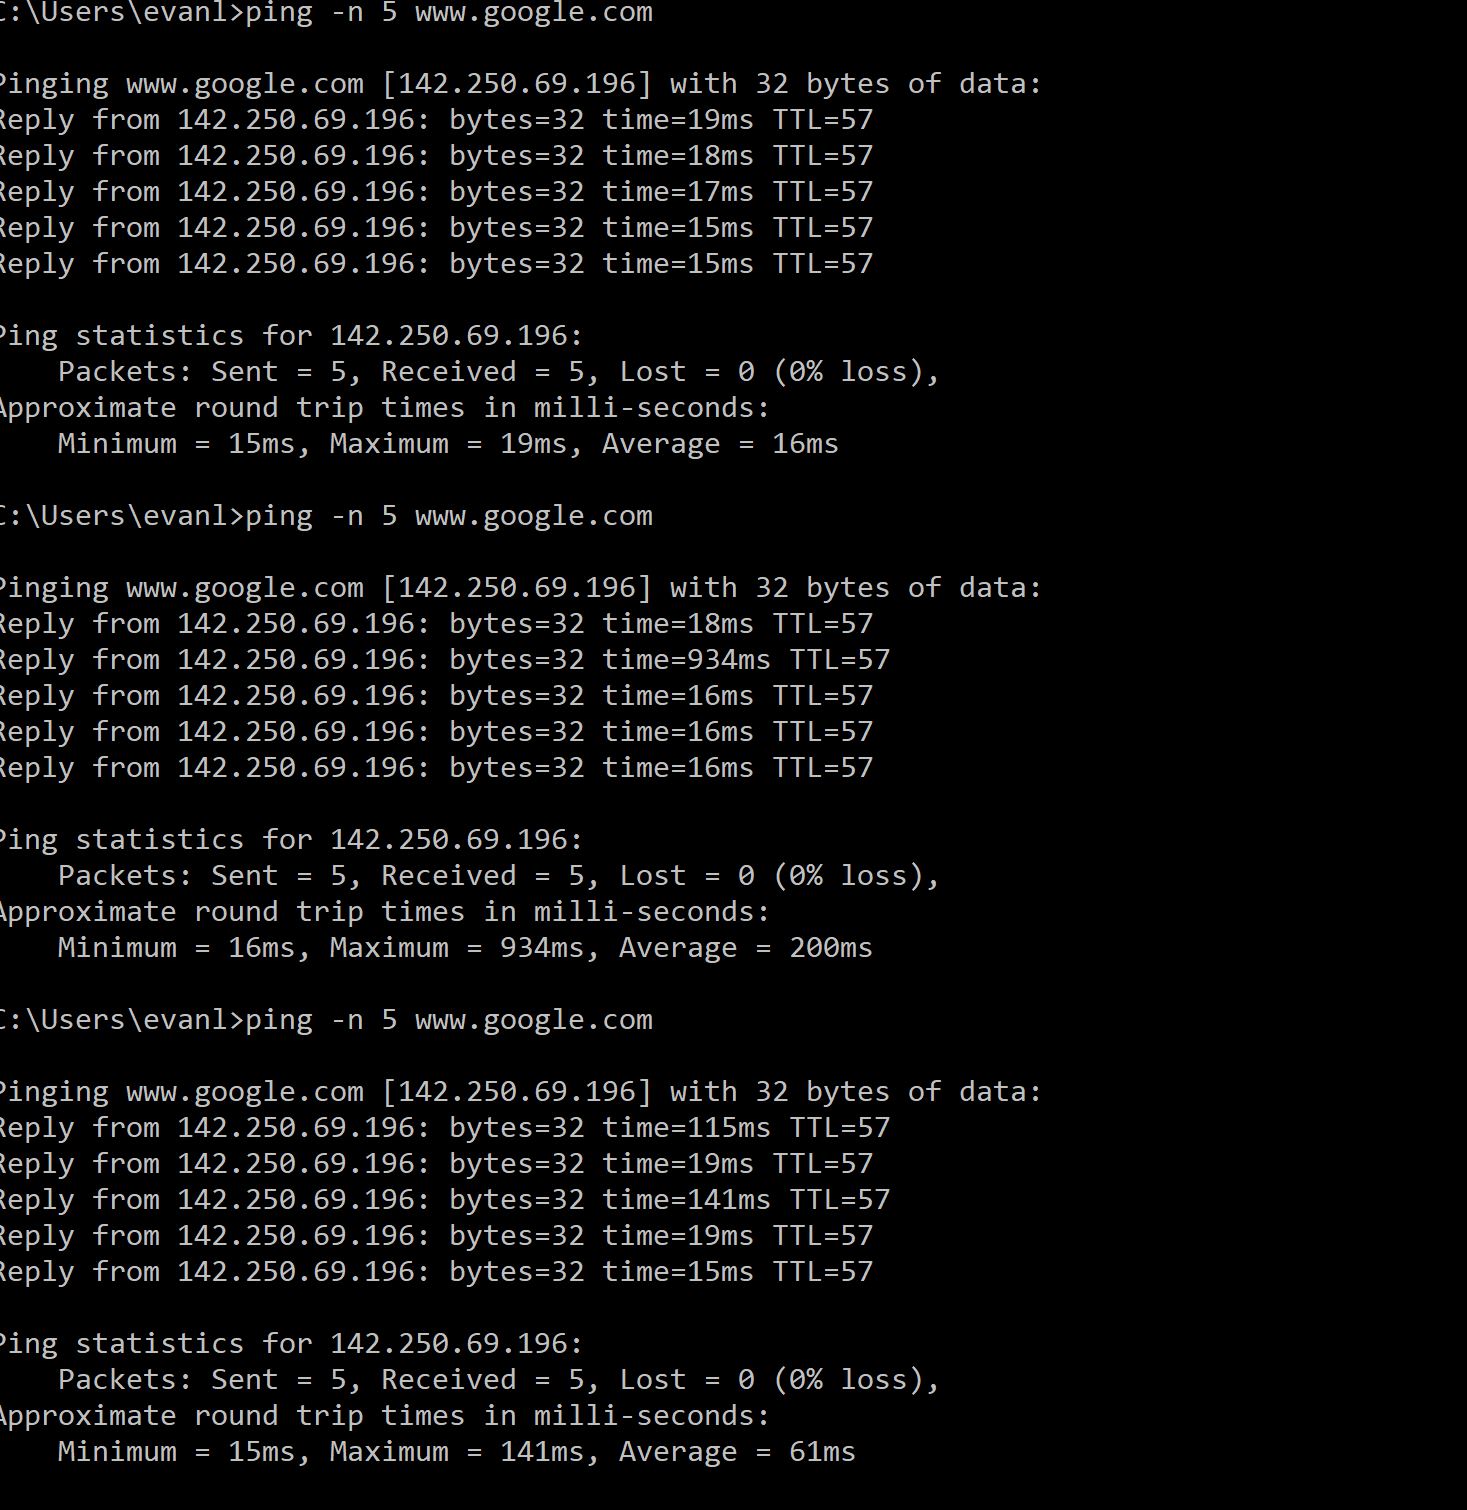 C:\Users\evanl>ping -n 5 www.google.com
Pinging www.google.com [142.250.69.196] with 32 bytes of data:
Reply from 142.250.69.196: bytes=32 time=19ms TTL=57
Reply from 142.250.69.196: bytes=32 time=18ms TTL=57
Reply from 142.250.69.196: bytes=32 time=17ms TTL=57
Reply from 142.250.69.196: bytes=32 time=15ms TTL=57
Reply from 142.250.69.196: bytes=32 time=15ms TTL=57
Ping statistics for 142.250.69.196:
Packets: Sent = 5, Received = 5, Lost = 0 (0% loss),
Approximate round trip times in milli-seconds:
Minimum = 15ms, Maximum = 19ms, Average = 16ms
C:\Users\evanl>ping -n 5 www.google.com
Pinging www.google.com [142.250.69.196] with 32 bytes of data:
Reply from 142.250.69.196: bytes=32 time=18ms TTL=57
Reply from 142.250.69.196: bytes=32 time=934ms TTL=57
Reply from 142.250.69.196: bytes=32 time=16ms TTL=57
Reply from 142.250.69.196: bytes=32 time=16ms TTL=57
Reply from 142.250.69.196: bytes=32 time=16ms TTL=57
Ping statistics for 142.250.69.196:
Packets: Sent = 5, Received = 5, Lost = 0 (0% loss),
Approximate round trip times in milli-seconds:
Minimum = 16ms, Maximum = 934ms, Average = 200ms
C:\Users\evanl>ping -n 5 www.google.com
Pinging www.google.com [142.250.69.196] with 32 bytes of data:
Reply from 142.250.69.196: bytes=32 time=115ms TTL=57
Reply from 142.250.69.196: bytes=32 time=19ms TTL=57
Reply from 142.250.69.196: bytes=32 time=141ms TTL=57
Reply from 142.250.69.196: bytes=32 time=19ms TTL=57
Reply from 142.250.69.196: bytes=32 time=15ms TTL=57
Ping statistics for 142.250.69.196:
Packets: Sent = 5, Received = 5, Lost = 0 (0% loss),
Approximate round trip times in milli-seconds:
Minimum = 15ms, Maximum = 141ms, Average = 61ms